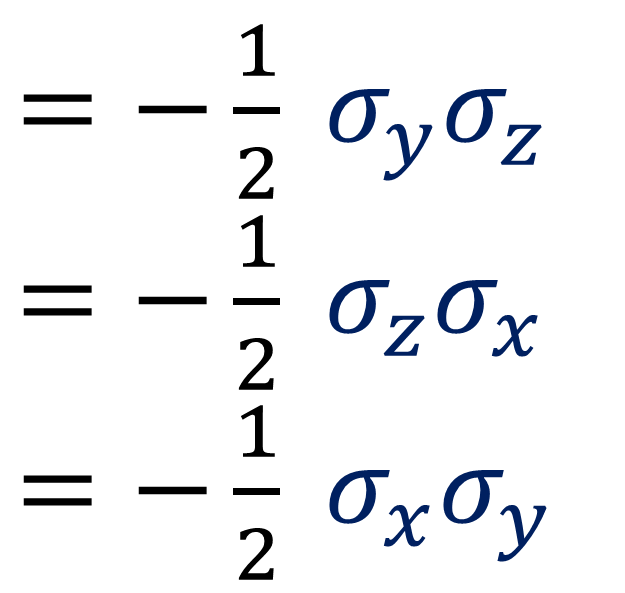 = − 1/2 σ_y σ_z
= − 1/2 σ_z σ_x
= − 1/2 σ_x σ_y